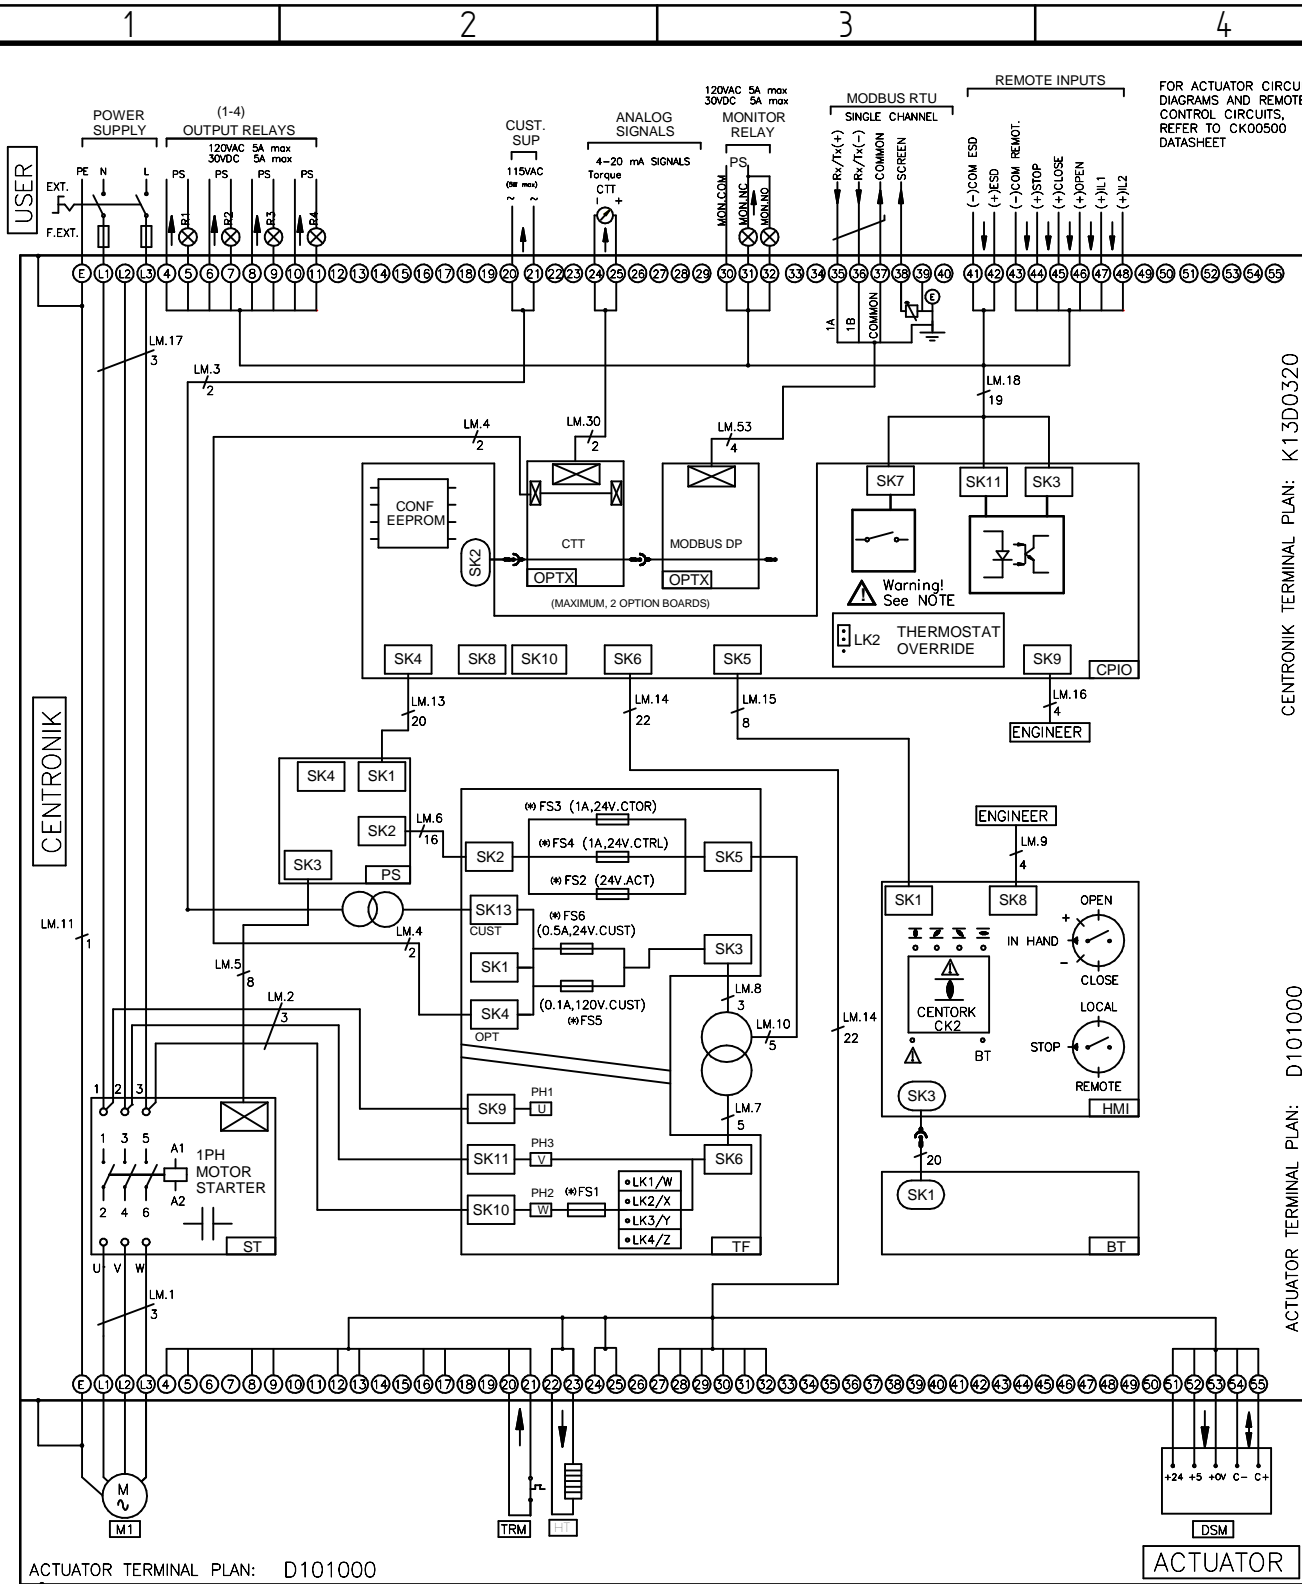 1 2 3 4
USER
POWER
SUPPLY
PE N L
EXT.
F.EXT.
(1-4)
OUTPUT RELAYS
120VAC 5A max
30VDC 5A max
PS PS PS PS
R1 R2 R3 R4
CUST.
SUP
115VAC
(5W max)
~ ~
ANALOG
SIGNALS
4-20 mA SIGNALS
Torque
CTT
- +
120VAC 5A max
30VDC 5A max
MONITOR
RELAY
PS
MON.COM
MON.NC
MON.NO
MODBUS RTU
SINGLE CHANNEL
Rx/Tx(+)
Rx/Tx(-)
COMMON
SCREEN
REMOTE INPUTS
(-)COM ESD
(+)ESD
(-)COM REMOT.
(+)STOP
(+)CLOSE
(+)OPEN
(+)IL1
(+)IL2
FOR ACTUATOR CIRCU
DIAGRAMS AND REMOTE
CONTROL CIRCUITS,
REFER TO CK00500
DATASHEET
E L1 L2 L3 4 5 6 7 8 9 10 11 12 13 14 15 16 17 18 19 20 21 22 23 24 25 26 27 28 29 30 31 32 33 34 35 36 37 38 39 40 41 42 43 44 45 46 47 48 49 50 51 52 53 54 55
1A
1B
COMMON
E
LM.17
3
LM.3
2
LM.4
2
LM.30
2
LM.53
4
LM.18
19
CENTRONIK TERMINAL PLAN: K13D0320
CONF
EEPROM
SK2
CTT
OPTX
MODBUS DP
OPTX
(MAXIMUM, 2 OPTION BOARDS)
SK7
SK11
SK3
Warning!
See NOTE
LK2
THERMOSTAT
OVERRIDE
SK4
SK8
SK10
SK6
SK5
SK9
CPIO
LM.13
20
LM.14
22
LM.15
8
LM.16
4
ENGINEER
CENTRONIK
SK4
SK1
SK2
SK3
PS
LM.6
16
SK2
(*) FS3 (1A,24V.CTOR)
(*)FS4 (1A,24V.CTRL)
(*) FS2 (24V.ACT)
SK5
SK13
CUST
(*) FS6
(0.5A,24V.CUST)
SK1
SK3
SK4
OPT
(0.1A,120V.CUST)
(*)FS5
LM.4
2
LM.5
8
LM.11
1
LM.2
3
LM.8
3
LM.10
5
LM.14
22
LM.7
5
ENGINEER
LM.9
4
SK1
SK8
OPEN
+
IN HAND
-
CLOSE
CENTORK
CK2
BT
LOCAL
STOP
REMOTE
SK3
HMI
20
SK1
BT
ACTUATOR TERMINAL PLAN: D101000
1 2 3
1 3 5
A1
A2
1PH
MOTOR
STARTER
2 4 6
ST
U V W
SK9
PH1
U
SK11
PH3
V
SK10
PH2
W
(*)FS1
LK1/W
LK2/X
LK3/Y
LK4/Z
SK6
TF
LM.1
3
E L1 L2 L3 4 5 6 7 8 9 10 11 12 13 14 15 16 17 18 19 20 21 22 23 24 25 26 27 28 29 30 31 32 33 34 35 36 37 38 39 40 41 42 43 44 45 46 47 48 49 50 51 52 53 54 55
M
~
M1
TRM
HT
+24 +5 +0V C- C+
DSM
ACTUATOR
ACTUATOR TERMINAL PLAN: D101000